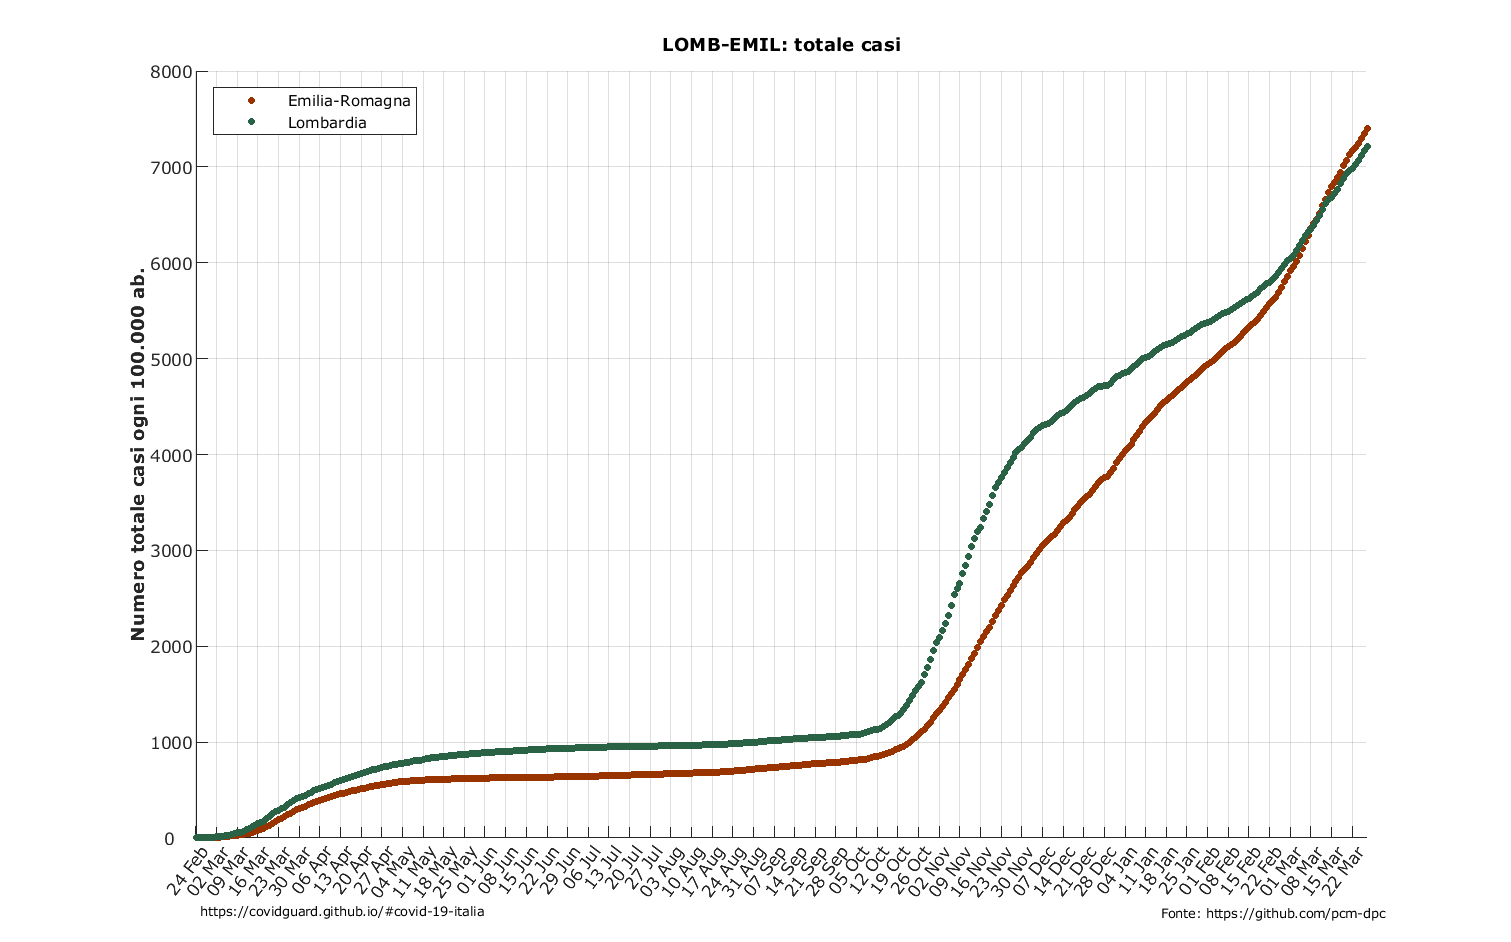 LOMB-EMIL: totale casi
Emilia-Romagna
Lombardia
Numero totale casi ogni 100.000 ab.
8000
7000
6000
5000
4000
3000
2000
1000
0
24 Feb
02 Mar
09 Mar
16 Mar
23 Mar
30 Mar
06 Apr
13 Apr
20 Apr
27 Apr
04 May
11 May
18 May
25 May
01 Jun
08 Jun
15 Jun
22 Jun
29 Jun
06 Jul
13 Jul
20 Jul
27 Jul
03 Aug
10 Aug
17 Aug
24 Aug
31 Aug
07 Sep
14 Sep
21 Sep
28 Sep
05 Oct
12 Oct
19 Oct
26 Oct
02 Nov
09 Nov
16 Nov
23 Nov
30 Nov
07 Dec
14 Dec
21 Dec
28 Dec
04 Jan
11 Jan
18 Jan
25 Jan
01 Feb
08 Feb
15 Feb
22 Feb
01 Mar
08 Mar
15 Mar
22 Mar
https://covidguard.github.io/#covid-19-italia
Fonte: https://github.com/pcm-dpc